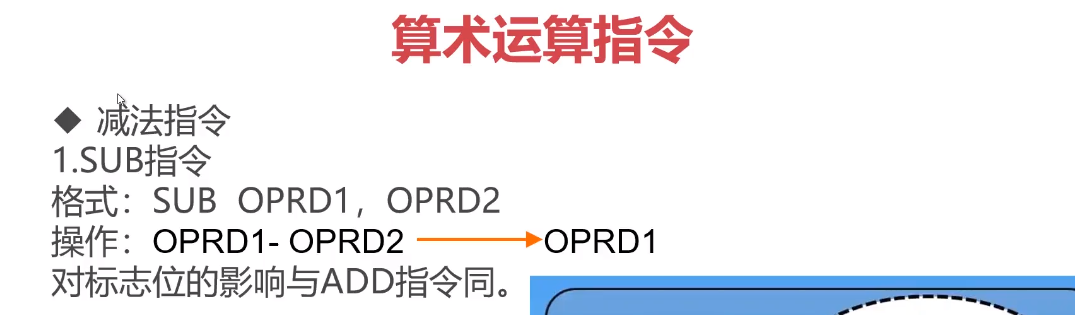 算术运算指令
◆ 减法指令
1.SUB指令
格式：SUB OPRD1，OPRD2
操作：OPRD1- OPRD2 → OPRD1
对标志位的影响与ADD指令同。